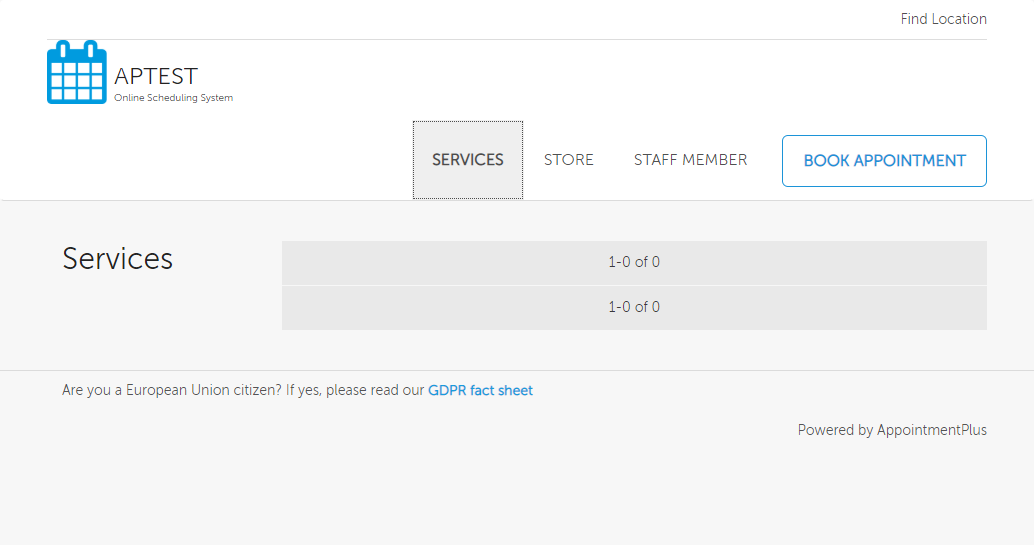 Find Location
APTEST
Online Scheduling System
SERVICES STORE STAFF MEMBER BOOK APPOINTMENT
Services
1-0 of 0
1-0 of 0
Are you a European Union citizen? If yes, please read our GDPR fact sheet
Powered by AppointmentPlus